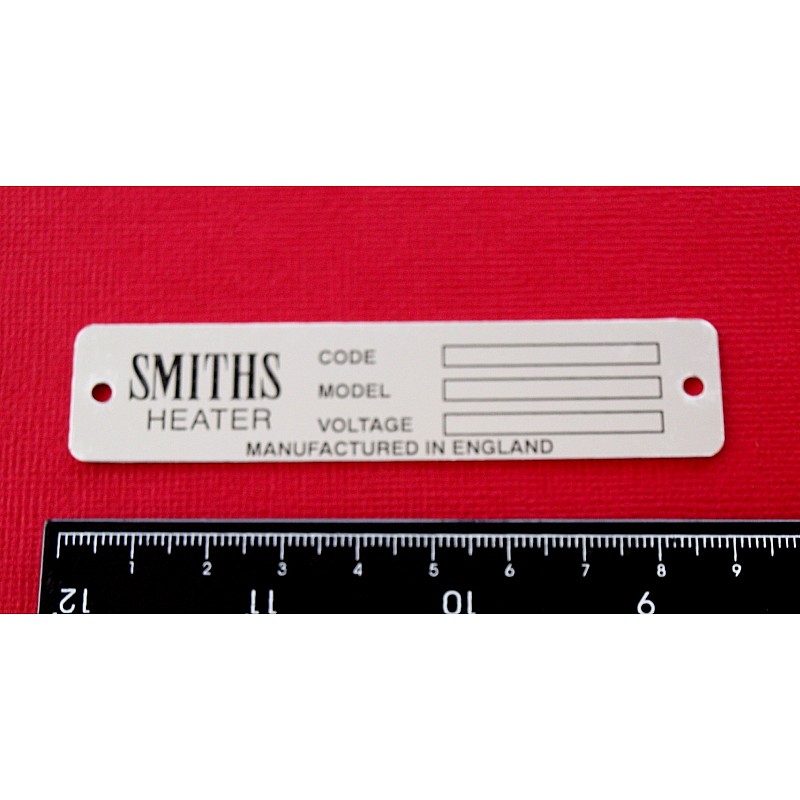 SMITHS
HEATER
CODE
MODEL
VOLTAGE
MANUFACTURED IN ENGLAND
1 2 3 4 5 6 7 8 9
12 11 10 9